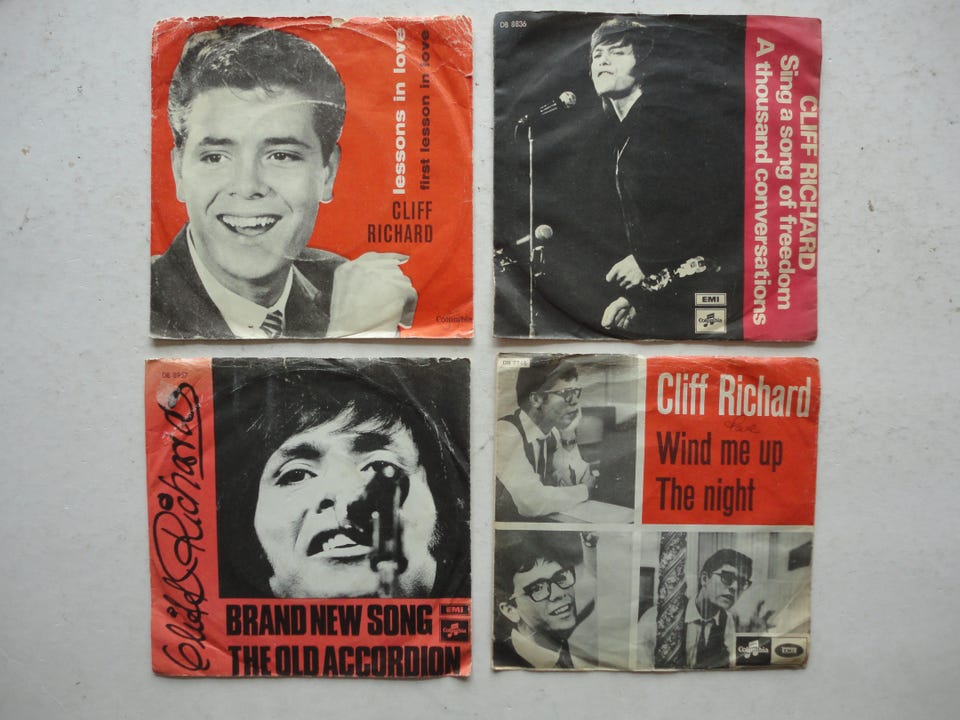 lessons in love
first lesson in love
CLIFF
RICHARD
Columbia
DB 8836
CLIFF RICHARD
Sing a song of freedom
A thousand conversations
EMI
Columbia
DB 8957
Cliff Richard
BRAND NEW SONG
THE OLD ACCORDION
EMI
Columbia
Cliff Richard
Wind me up
The night
Columbia
EMI